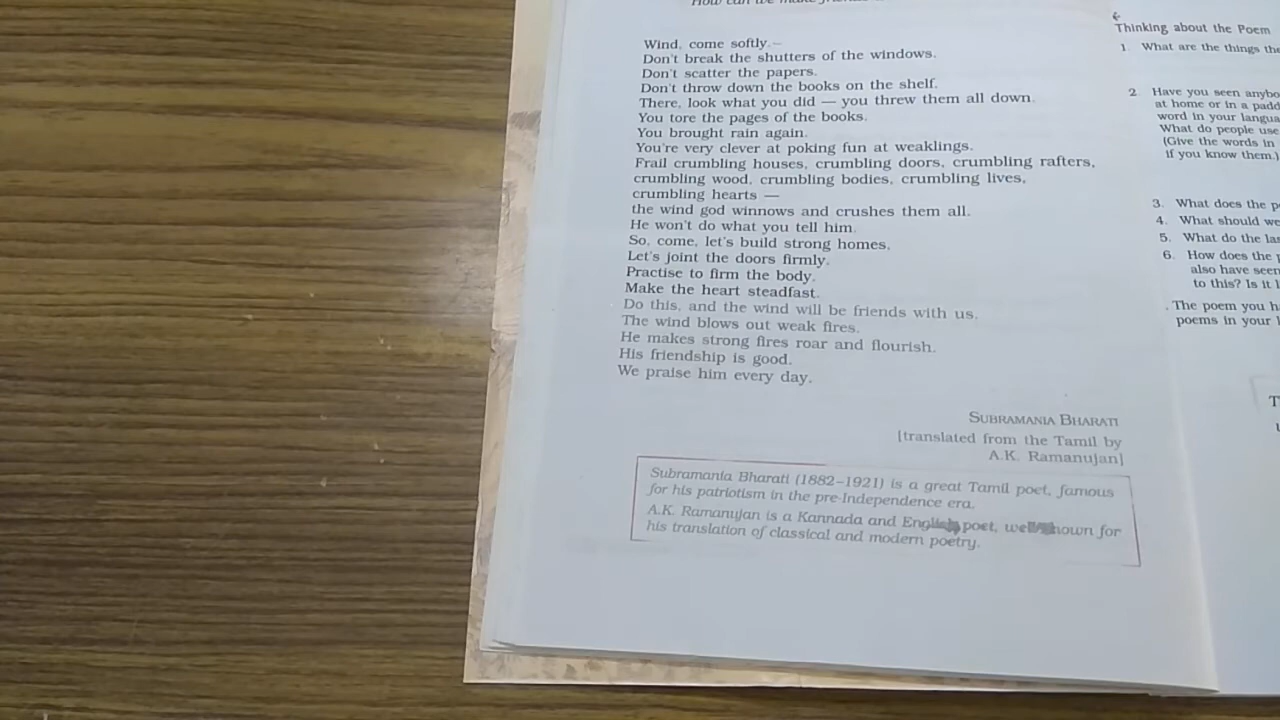 How can we make friends
Wind, come softly.—
Don't break the shutters of the windows.
Don't scatter the papers.
Don't throw down the books on the shelf.
There, look what you did — you threw them all down.
You tore the pages of the books.
You brought rain again.
You're very clever at poking fun at weaklings.
Frail crumbling houses, crumbling doors, crumbling rafters,
crumbling wood, crumbling bodies, crumbling lives,
crumbling hearts —
the wind god winnows and crushes them all.
He won't do what you tell him.
So, come, let's build strong homes,
Let's joint the doors firmly.
Practise to firm the body.
Make the heart steadfast.
Do this, and the wind will be friends with us.
The wind blows out weak fires.
He makes strong fires roar and flourish.
His friendship is good.
We praise him every day.
SUBRAMANIA BHARATI
[translated from the Tamil by
A.K. Ramanujan]
Subramania Bharati (1882–1921) is a great Tamil poet, famous
for his patriotism in the pre-Independence era.
A.K. Ramanujan is a Kannada and English poet, well known for
his translation of classical and modern poetry.
Thinking about the Poem
1. What are the things the
2. Have you seen anybo
at home or in a padd
word in your langua
What do people use
(Give the words in
if you know them.)
3. What does the p
4. What should we
5. What do the la
6. How does the p
also have seen
to this? Is it l
The poem you h
poems in your l
T